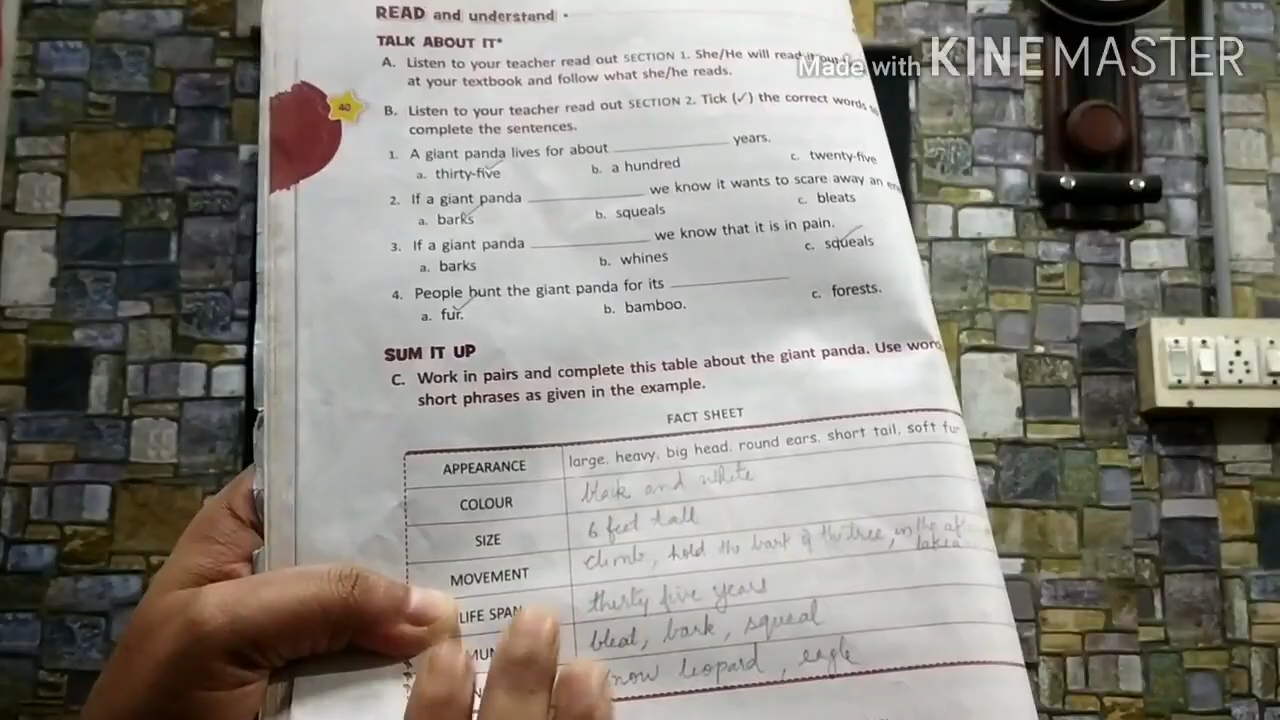 READ and understand
Made with KINEMASTER
TALK ABOUT IT*
A. Listen to your teacher read out SECTION 1. She/He will read
at your textbook and follow what she/he reads.
40
B. Listen to your teacher read out SECTION 2. Tick (✓) the correct words
complete the sentences.
1. A giant panda lives for about ____________ years.
a. thirty-five b. a hundred c. twenty-five
2. If a giant panda ____________ we know it wants to scare away an
a. barks b. squeals c. bleats
3. If a giant panda ____________ we know that it is in pain.
a. barks b. whines c. squeals
4. People hunt the giant panda for its ____________
a. fur. b. bamboo. c. forests.
SUM IT UP
C. Work in pairs and complete this table about the giant panda. Use
short phrases as given in the example.
FACT SHEET
APPEARANCE large, heavy, big head, round ears, short tail, soft
COLOUR black and white
SIZE 6 feet tall
MOVEMENT climb, hold the bark of the tree, in the
LIFE SPAN thirty five years
bleat, bark, squeal
leopard, eagle